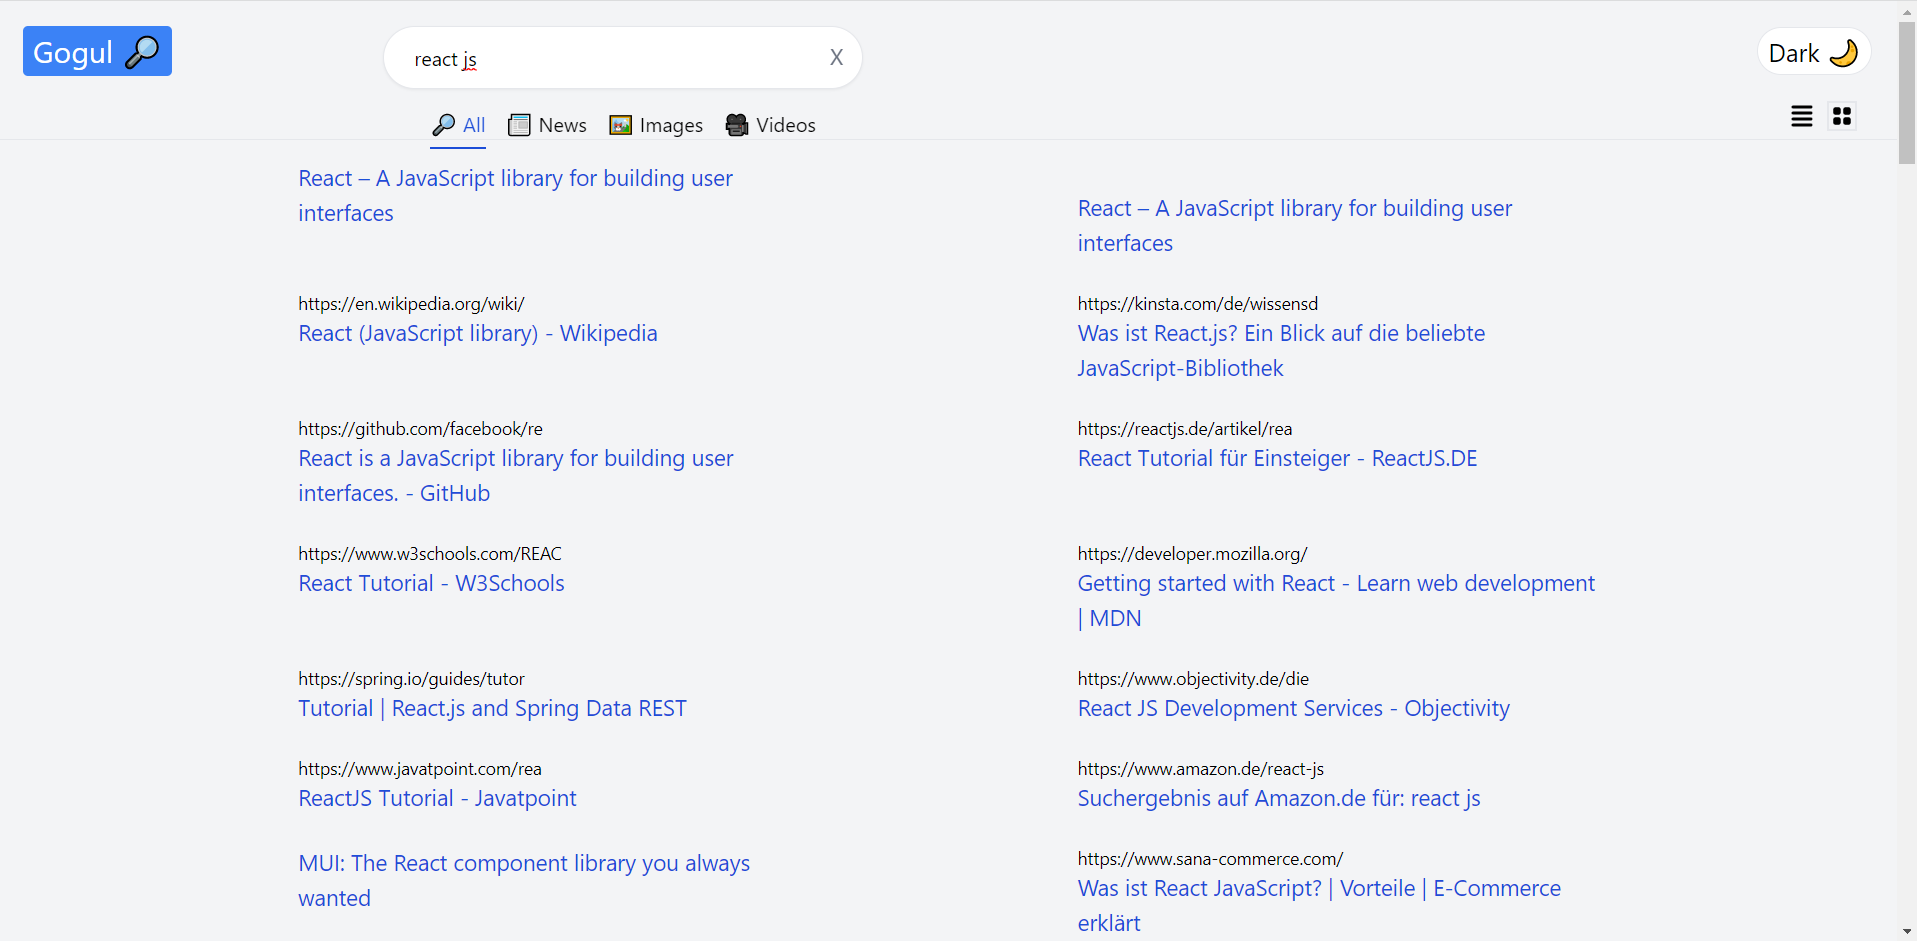 Gogul
react js
X
Dark
All
News
Images
Videos
React – A JavaScript library for building user
interfaces
React – A JavaScript library for building user
interfaces
https://en.wikipedia.org/wiki/
React (JavaScript library) - Wikipedia
https://kinsta.com/de/wissensd
Was ist React.js? Ein Blick auf die beliebte
JavaScript-Bibliothek
https://github.com/facebook/re
React is a JavaScript library for building user
interfaces. - GitHub
https://reactjs.de/artikel/rea
React Tutorial für Einsteiger - ReactJS.DE
https://www.w3schools.com/REAC
React Tutorial - W3Schools
https://developer.mozilla.org/
Getting started with React - Learn web development
| MDN
https://spring.io/guides/tutor
Tutorial | React.js and Spring Data REST
https://www.objectivity.de/die
React JS Development Services - Objectivity
https://www.javatpoint.com/rea
ReactJS Tutorial - Javatpoint
https://www.amazon.de/react-js
Suchergebnis auf Amazon.de für: react js
MUI: The React component library you always
wanted
https://www.sana-commerce.com/
Was ist React JavaScript? | Vorteile | E-Commerce
erklärt